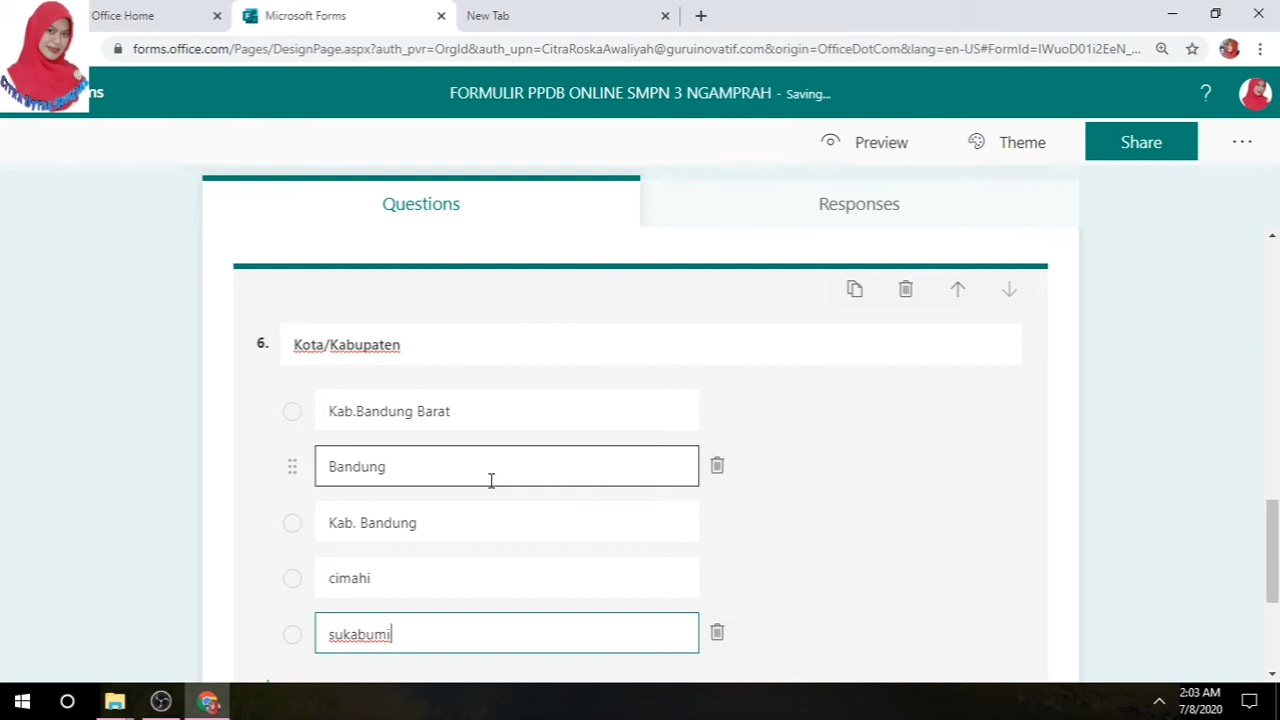 Office Home
Microsoft Forms
New Tab
forms.office.com/Pages/DesignPage.aspx?auth_pvr=OrgId&auth_upn=CitraRoskaAwaliyah@guruinovatif.com&origin=OfficeDotCom&lang=en-US#FormId=IWuoD01i2EeN_...
ns
FORMULIR PPDB ONLINE SMPN 3 NGAMPRAH - Saving...
?
Preview
Theme
Share
...
Questions
Responses
6.
Kota/Kabupaten
Kab.Bandung Barat
Bandung
Kab. Bandung
cimahi
sukabumi
2:03 AM
7/8/2020